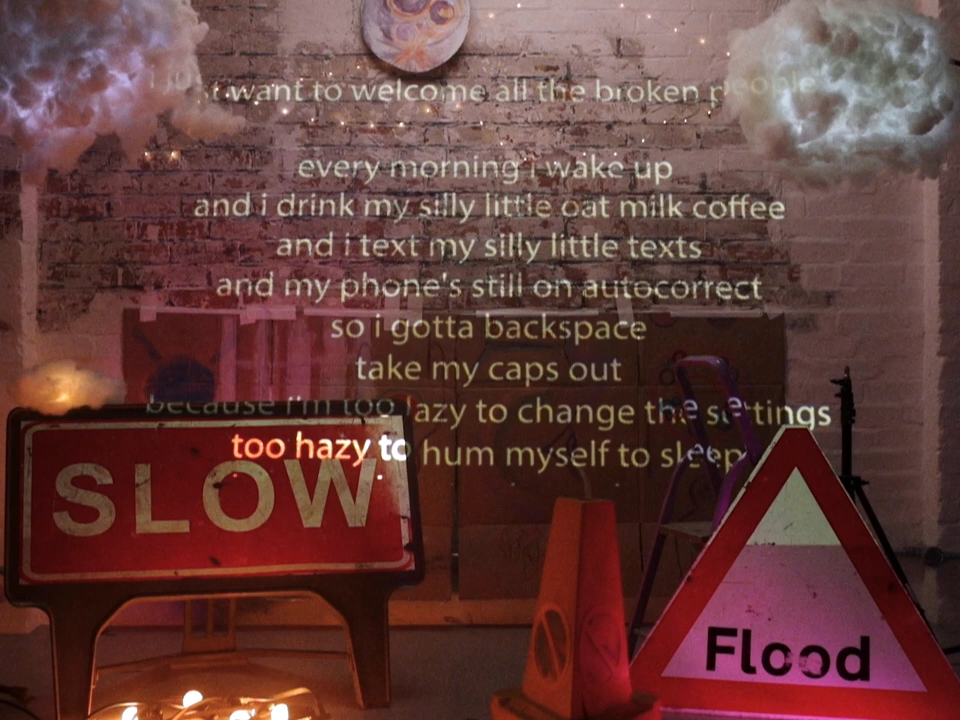 i just want to welcome all the broken people
every morning i wake up
and i drink my silly little oat milk coffee
and i text my silly little texts
and my phone's still on autocorrect
so i gotta backspace
take my caps out
because i'm too lazy to change the settings
too hazy to hum myself to sleep
SLOW
Flood